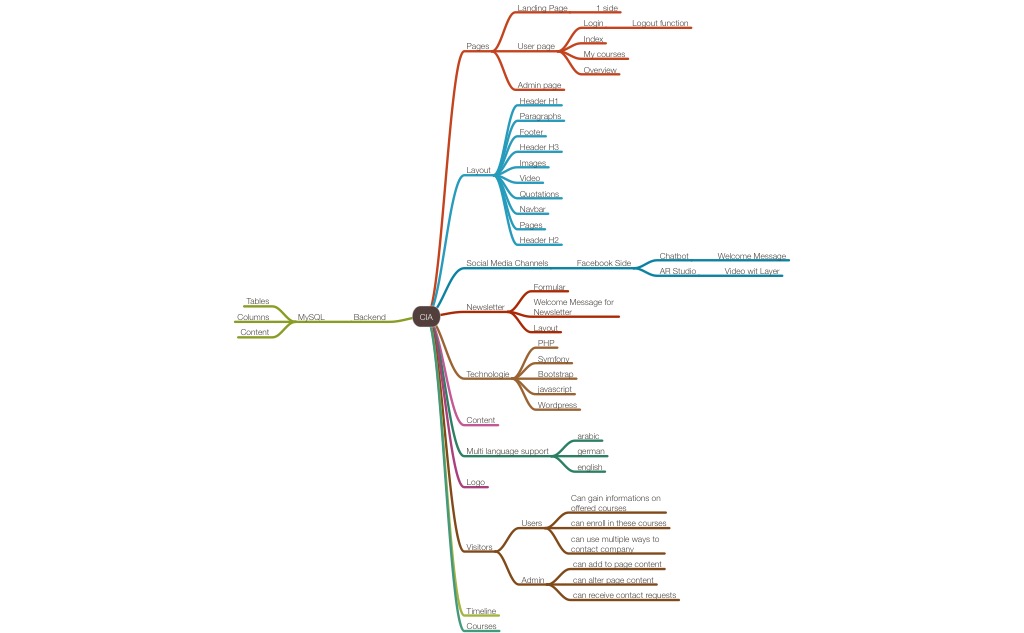 Landing Page 1 side
Login Logout function
Pages User page
Index
My courses
Overview
Admin page
Header H1
Paragraphs
Footer
Header H3
Images
Layout
Video
Quotations
Navbar
Pages
Header H2
Social Media Channels Facebook Side
Chatbot Welcome Message
AR Studio Video wit Layer
Formular
Newsletter
Welcome Message for
Newsletter
Layout
Tables
Columns MySQL Backend CIA
Content
PHP
Symfony
Technologie Bootstrap
javascript
Wordpress
Content
arabic
Multi language support german
english
Logo
Can gain informations on
offered courses
Users can enroll in these courses
can use multiple ways to
contact company
Visitors
can add to page content
Admin can alter page content
can receive contact requests
Timeline
Courses